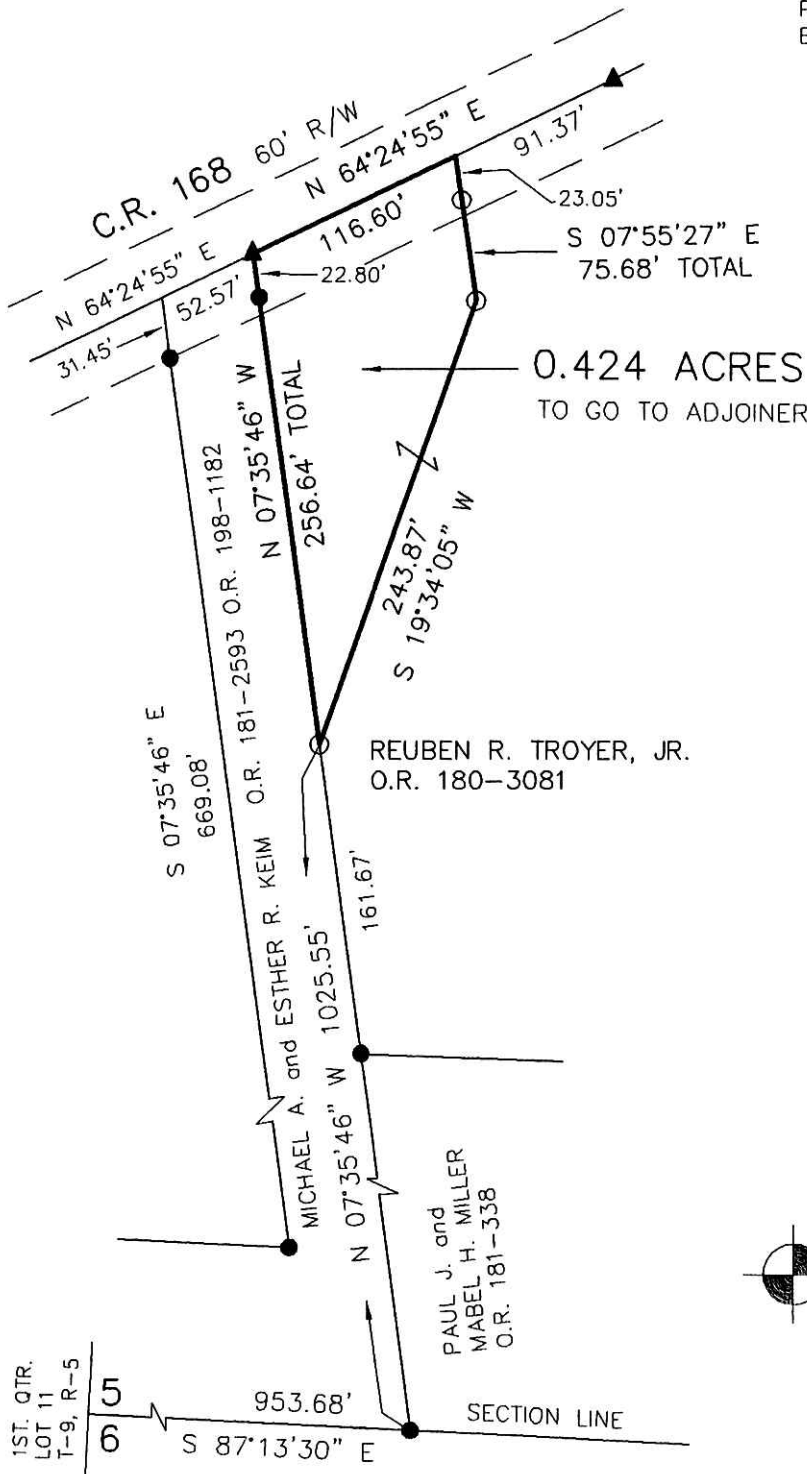 C.R. 168 60' R/W
N 64°24'55" E
91.37'
116.60'
23.05'
S 07°55'27" E
75.68' TOTAL
N 64°24'55" E
52.57'
22.80'
31.45'
0.424 ACRES
TO GO TO ADJOINER
N 07°35'46" W
256.64' TOTAL
243.87'
S 19°34'05" W
S 07°35'46" E
669.08'
MICHAEL A. and ESTHER R. KEIM O.R. 181-2593 O.R. 198-1182
REUBEN R. TROYER, JR.
O.R. 180-3081
161.67'
N 07°35'46" W 1025.55'
PAUL J. and
MABEL H. MILLER
O.R. 181-338
1ST. QTR.
LOT 11
T-9, R-5
5
6
953.68'
S 87°13'30" E
SECTION LINE